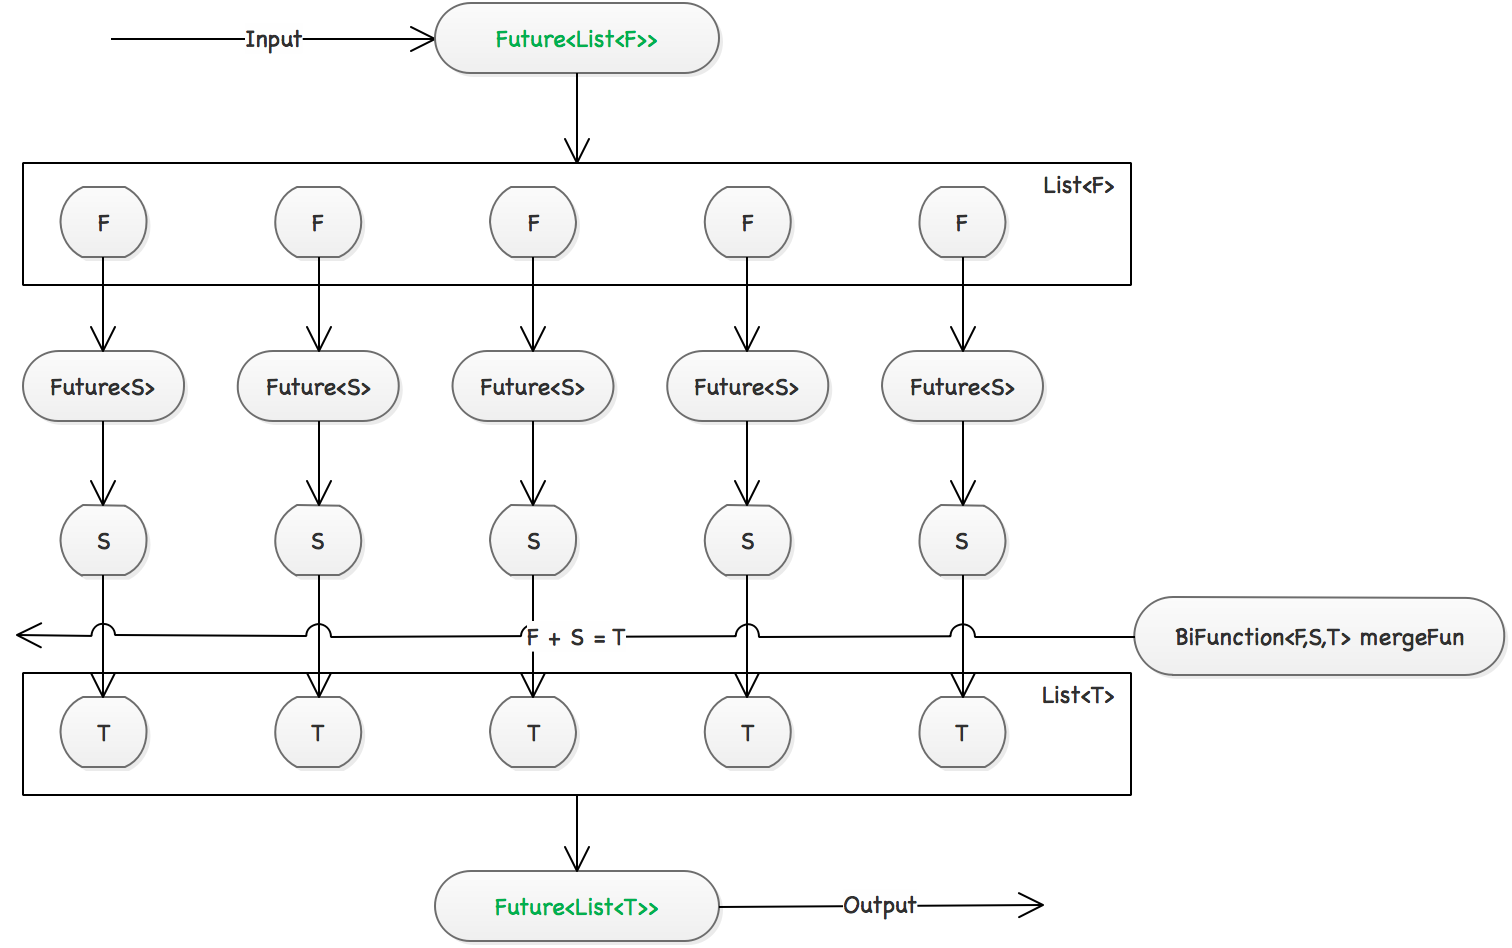 Input
Future<List<F>>
List<F>
F F F F F
Future<S> Future<S> Future<S> Future<S> Future<S>
S S S S S
F + S = T
BiFunction<F,S,T> mergeFun
List<T>
T T T T T
Future<List<T>>
Output